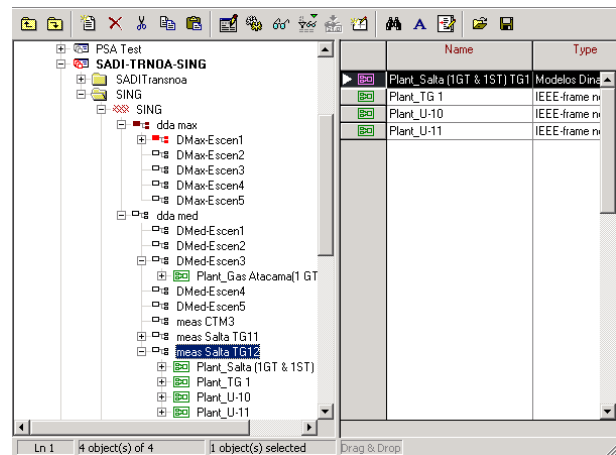 PSA Test
SADI-TRNOA-SING
SADITransnoa
SING
SING
dda max
DMax-Escen1
DMax-Escen2
DMax-Escen3
DMax-Escen4
DMax-Escen5
dda med
DMed-Escen1
DMed-Escen2
DMed-Escen3
Plant_Gas Atacama(1 GT
DMed-Escen4
DMed-Escen5
meas CTM3
meas Salta TG11
meas Salta TG12
Plant_Salta (1GT & 1ST)
Plant_TG 1
Plant_U-10
Plant_U-11
Name Type
Plant_Salta (1GT & 1ST) TG1 Modelos Dina
Plant_TG 1 IEEE-frame n
Plant_U-10 IEEE-frame n
Plant_U-11 IEEE-frame n
Ln 1 4 object(s) of 4 1 object(s) selected Drag & Drop